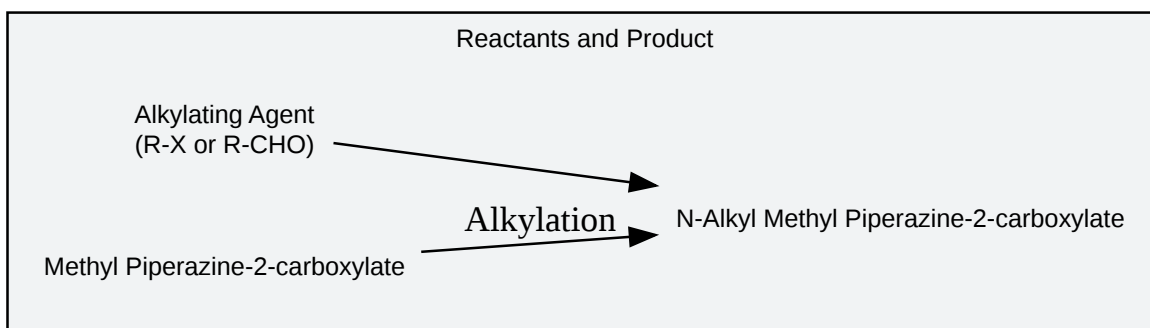 Reactants and Product
Alkylating Agent
(R-X or R-CHO)
Alkylation
N-Alkyl Methyl Piperazine-2-carboxylate
Methyl Piperazine-2-carboxylate